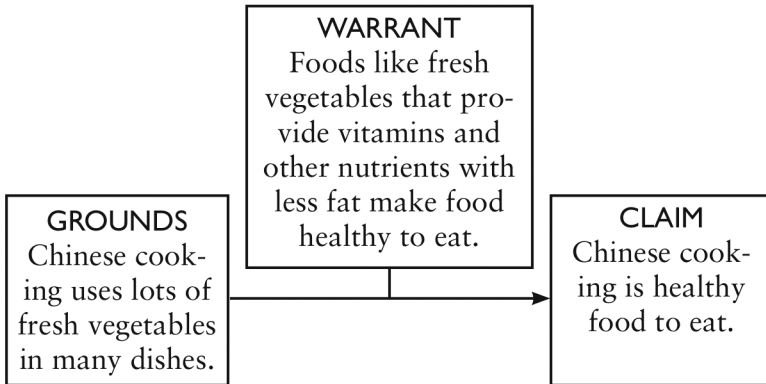 WARRANT
Foods like fresh
vegetables that pro-
vide vitamins and
other nutrients with
less fat make food
healthy to eat.
GROUNDS
Chinese cook-
ing uses lots of
fresh vegetables
in many dishes.
CLAIM
Chinese cook-
ing is healthy
food to eat.